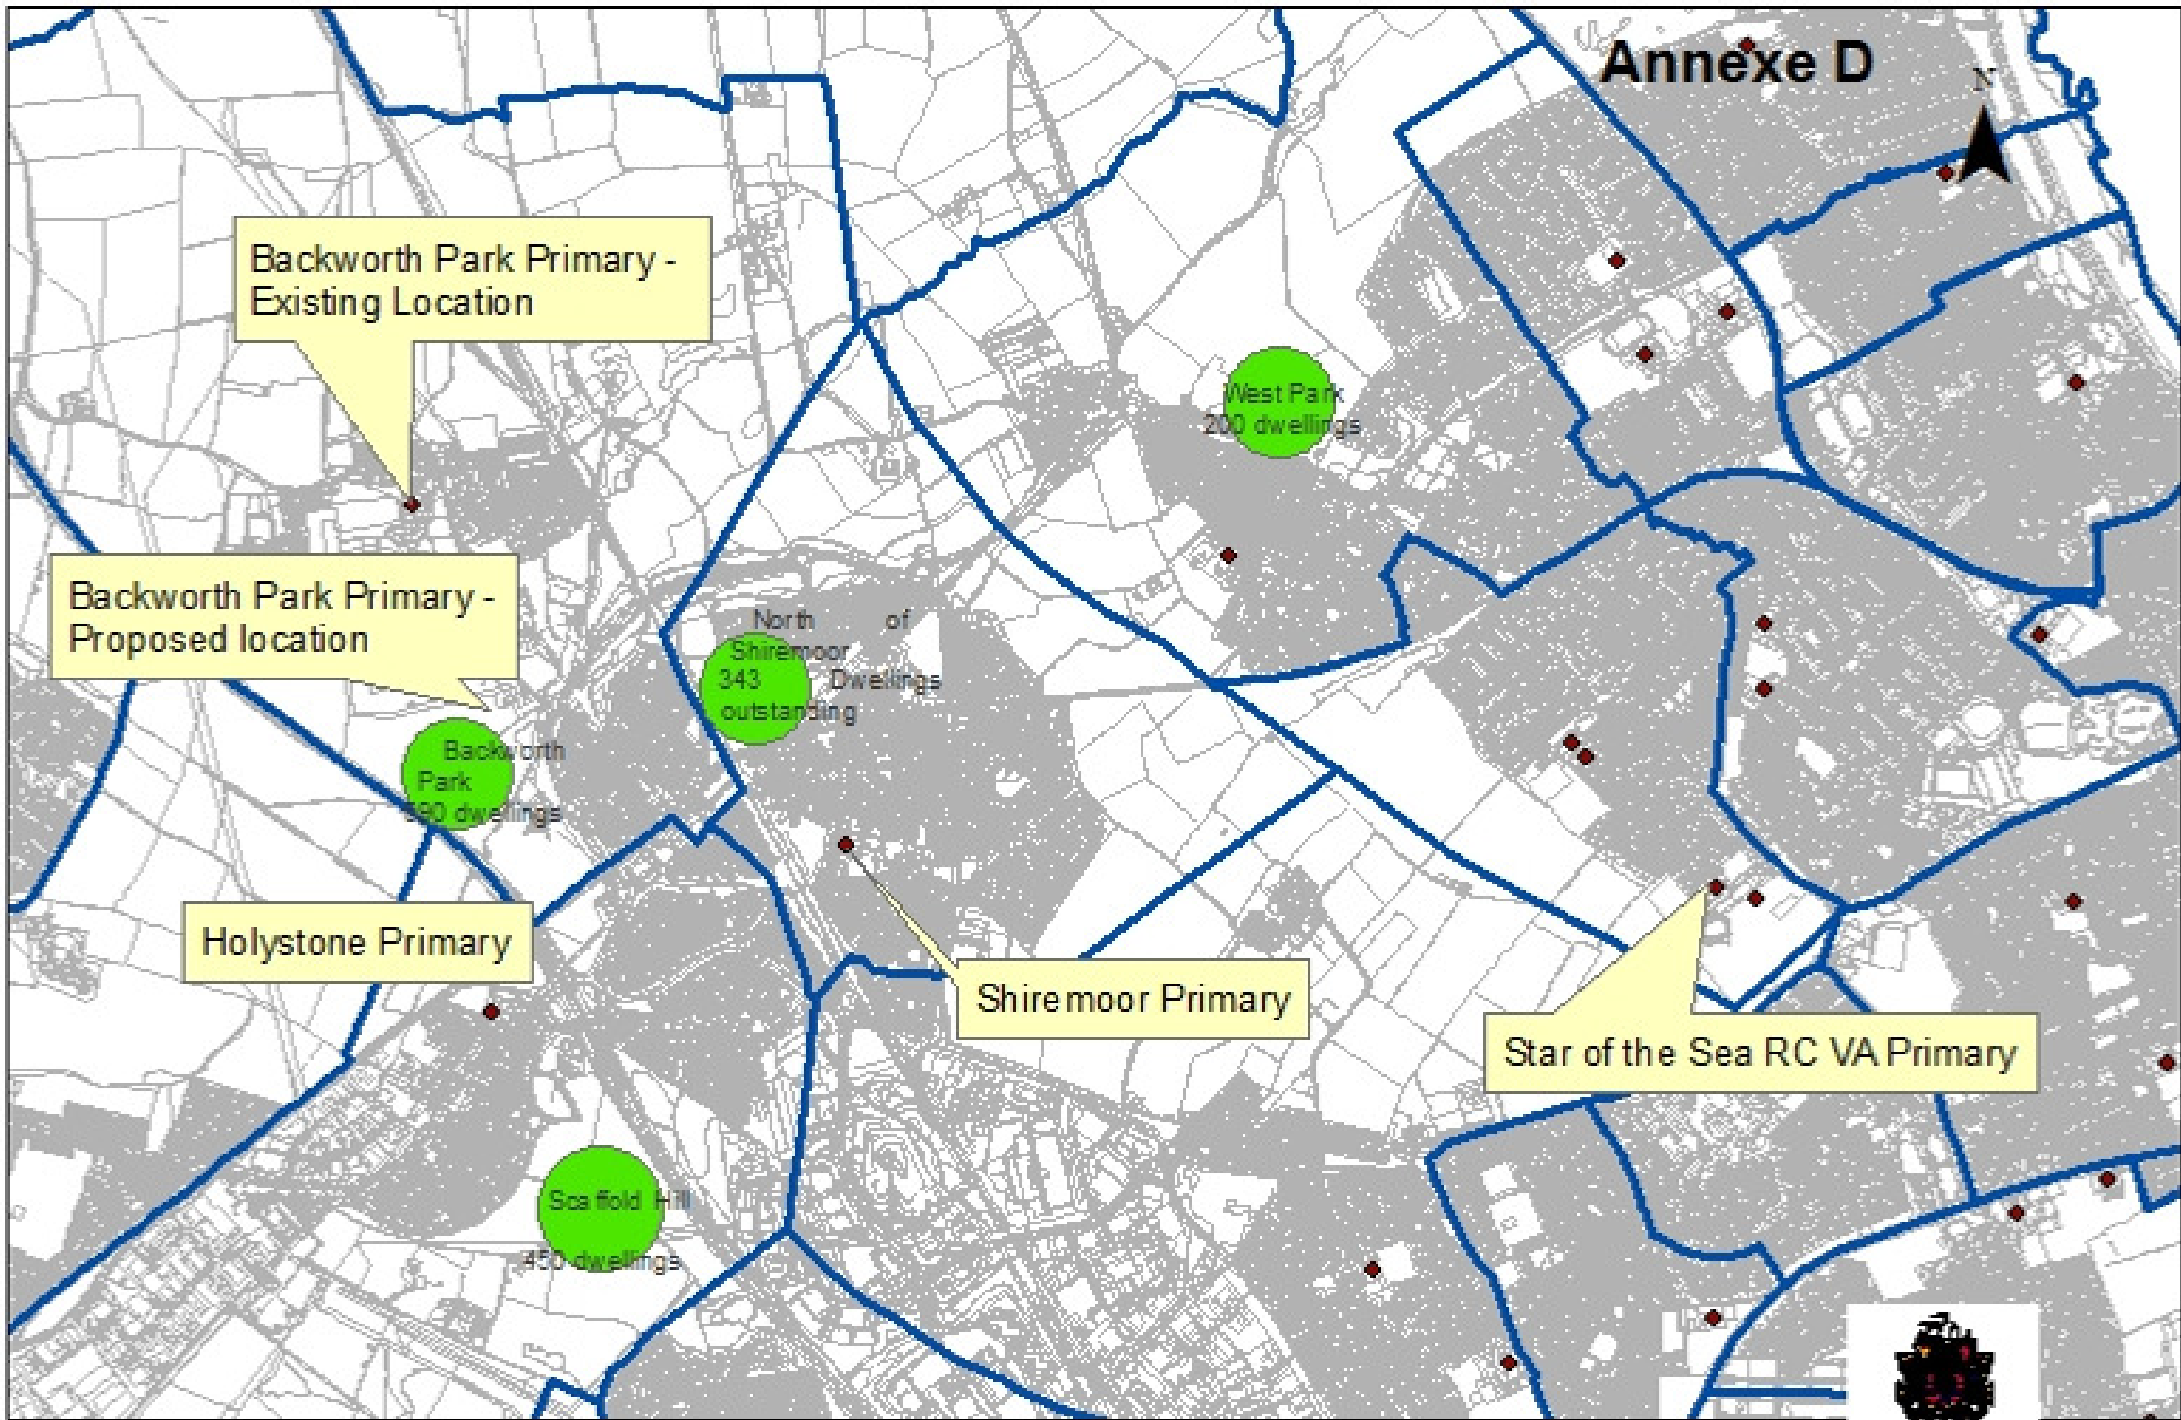 Annexe D
N
Backworth Park Primary -
Existing Location
West Park
200 dwellings
Backworth Park Primary -
Proposed location
North of
Shiremoor
343 Dwellings
outstanding
Backworth
Park
dwellings
Holystone Primary
Shiremoor Primary
Star of the Sea RC VA Primary
Scaffold Hill
450 dwellings